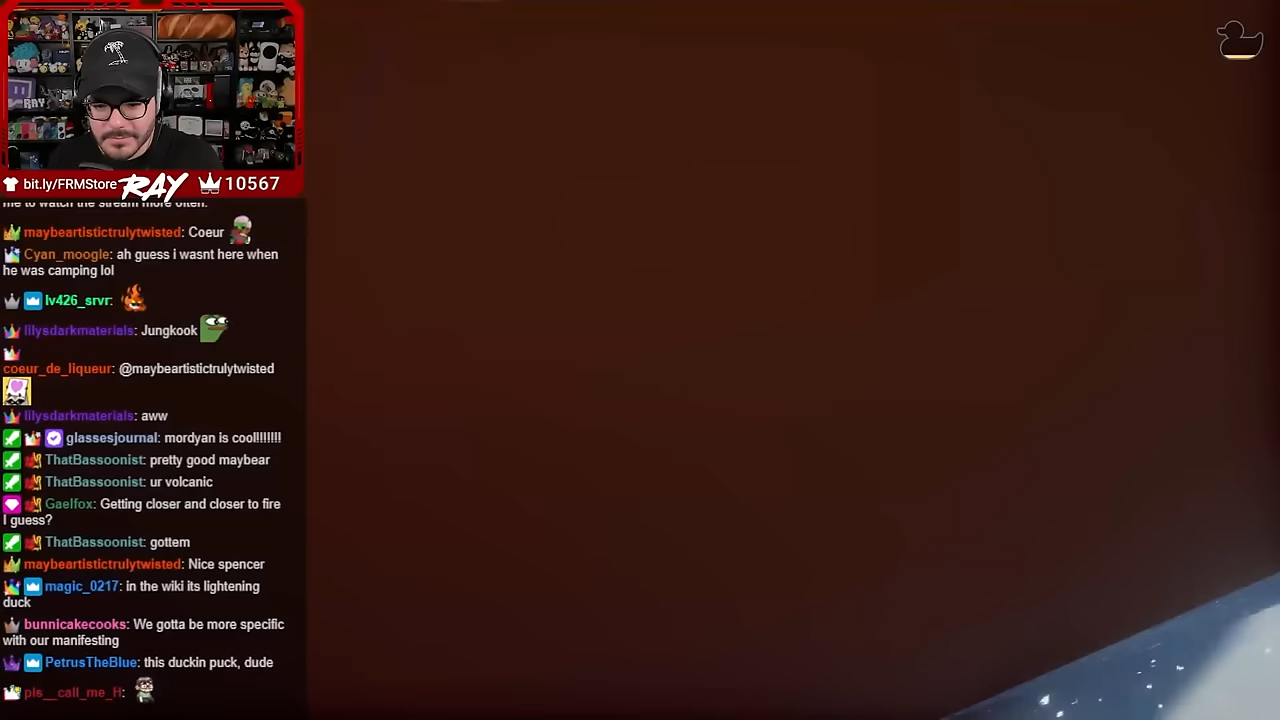 RAY
bit.ly/FRMStore RAY 10567
me to watch the stream more often.
maybeartistictrulytwisted: Coeur
Cyan_moogle: ah guess i wasnt here when
he was camping lol
lv426_srvr:
lilysdarkmaterials: Jungkook
coeur_de_liqueur: @maybeartistictrulytwisted
lilysdarkmaterials: aww
glassesjournal: mordyan is cool!!!!!!!
ThatBassoonist: pretty good maybear
ThatBassoonist: ur volcanic
Gaelfox: Getting closer and closer to fire
I guess?
ThatBassoonist: gottem
maybeartistictrulytwisted: Nice spencer
magic_0217: in the wiki its lightening
duck
bunnicakecooks: We gotta be more specific
with our manifesting
PetrusTheBlue: this duckin puck, dude
pls__call_me_H: